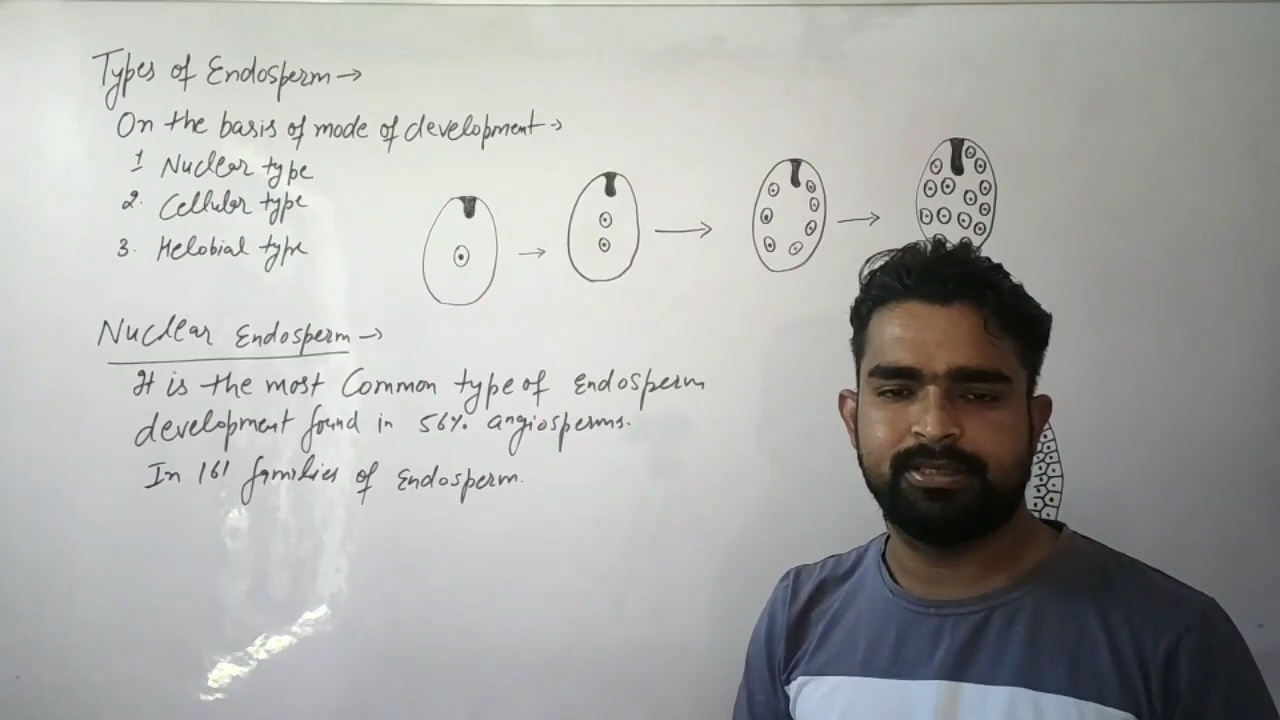 Types of Endosperm→
On the basis of mode of development→
1 Nuclear type
2. Cellular type
3. Helobial type
Nuclear Endosperm→
It is the most Common type of Endosperm
development found in 56% angiosperms.
In 161 families of Endosperm.